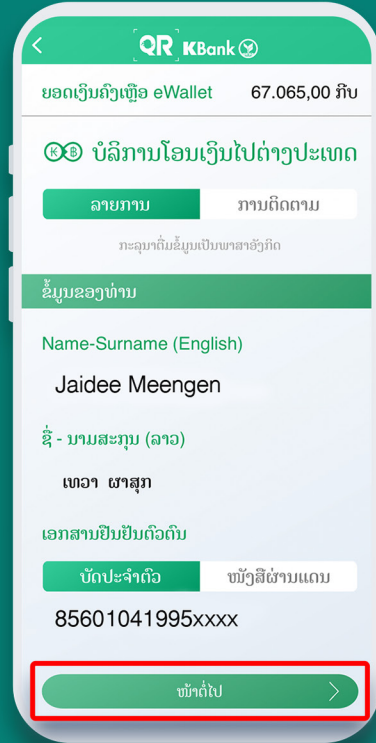 QR KBank
ຍອດເງິນຄົງເຫຼືອ eWallet 67.065,00 ກີບ
K B ບໍລິການໂອນເງິນໄປຕ່າງປະເທດ
ລາຍການ ການຕິດຕາມ
ກະລຸນາຕື່ມຂໍ້ມູນເປັນພາສາອັງກິດ
ຂໍ້ມູນຂອງທ່ານ
Name-Surname (English)
Jaidee Meengen
ຊື່ - ນາມສະກຸນ (ລາວ)
ເທວາ ຜາສຸກ
ເອກສານຢືນຢັນຕົວຕົນ
ບັດປະຈຳຕົວ ໜັງສືຜ່ານແດນ
85601041995xxxx
ໜ້າຕໍ່ໄປ